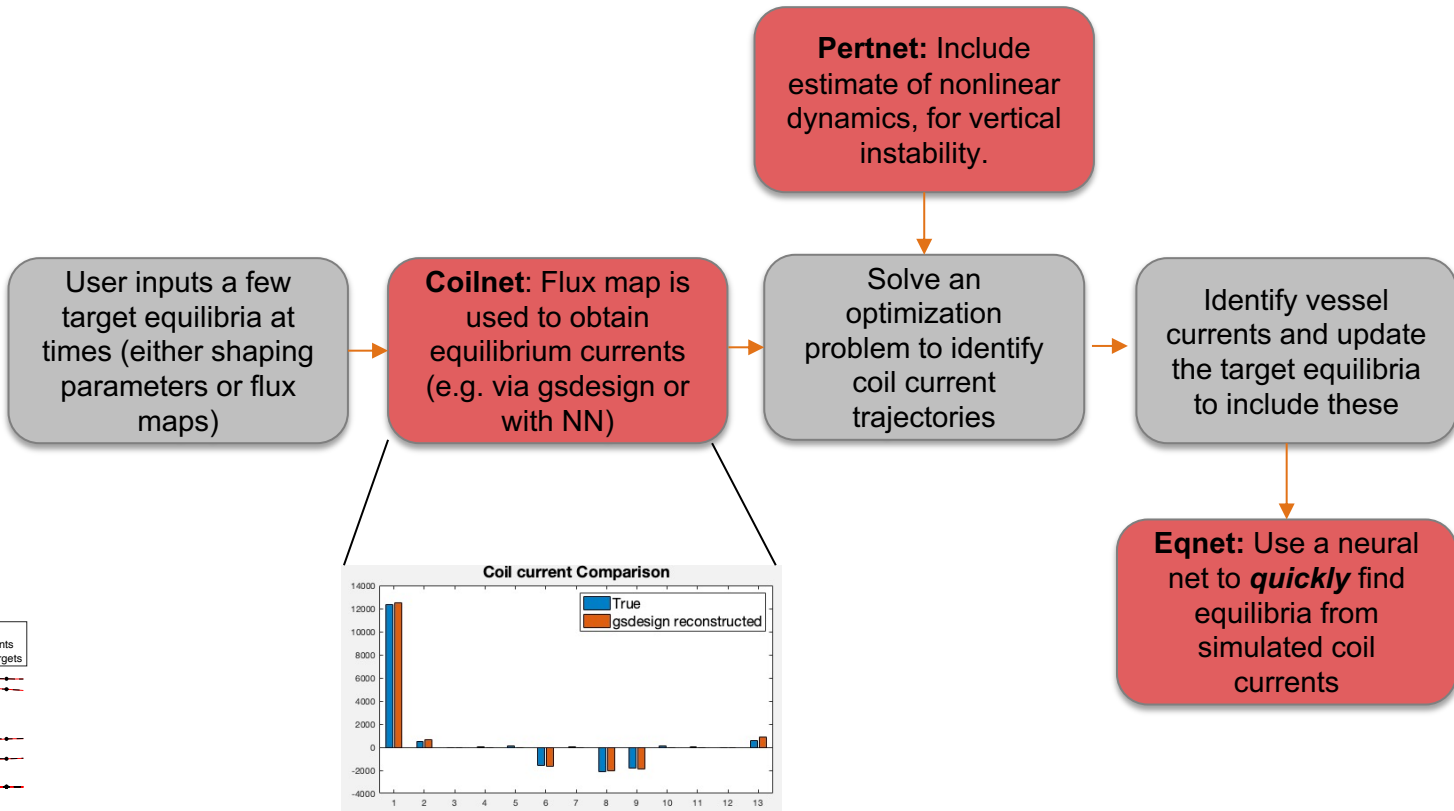 Pertnet: Include
estimate of nonlinear
dynamics, for vertical
instability.
User inputs a few
target equilibria at
times (either shaping
parameters or flux
maps)
Coilnet: Flux map is
used to obtain
equilibrium currents
(e.g. via gsdesign or
with NN)
Solve an
optimization
problem to identify
coil current
trajectories
Identify vessel
currents and update
the target equilibria
to include these
Eqnet: Use a neural
net to quickly find
equilibria from
simulated coil
currents
Coil current Comparison
True
gsdesign reconstructed
14000
12000
10000
8000
6000
4000
2000
0
-2000
-4000
1 2 3 4 5 6 7 8 9 10 11 12 13